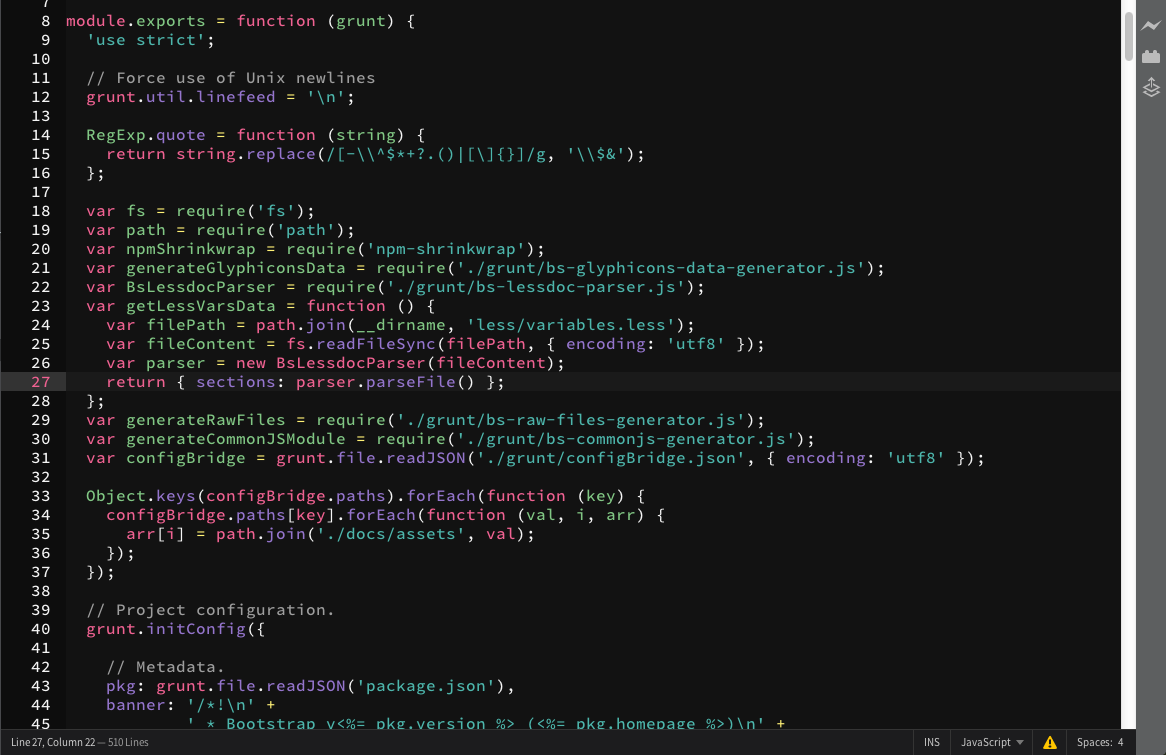 7
8 module.exports = function (grunt) {
9   'use strict';
10
11   // Force use of Unix newlines
12   grunt.util.linefeed = '\n';
13
14   RegExp.quote = function (string) {
15     return string.replace(/[-\\^$*+?.()|[\]{}]/g, '\\$&');
16   };
17
18   var fs = require('fs');
19   var path = require('path');
20   var npmShrinkwrap = require('npm-shrinkwrap');
21   var generateGlyphiconsData = require('./grunt/bs-glyphicons-data-generator.js');
22   var BsLessdocParser = require('./grunt/bs-lessdoc-parser.js');
23   var getLessVarsData = function () {
24     var filePath = path.join(__dirname, 'less/variables.less');
25     var fileContent = fs.readFileSync(filePath, { encoding: 'utf8' });
26     var parser = new BsLessdocParser(fileContent);
27     return { sections: parser.parseFile() };
28   };
29   var generateRawFiles = require('./grunt/bs-raw-files-generator.js');
30   var generateCommonJSModule = require('./grunt/bs-commonjs-generator.js');
31   var configBridge = grunt.file.readJSON('./grunt/configBridge.json', { encoding: 'utf8' });
32
33   Object.keys(configBridge.paths).forEach(function (key) {
34     configBridge.paths[key].forEach(function (val, i, arr) {
35       arr[i] = path.join('./docs/assets', val);
36     });
37   });
38
39   // Project configuration.
40   grunt.initConfig({
41
42     // Metadata.
43     pkg: grunt.file.readJSON('package.json'),
44     banner: '/*!\n' +
45             ' * Bootstrap v<%= pkg.version %> (<%= pkg.homepage %>)\n' +
Line 27, Column 22 — 510 Lines INS JavaScript Spaces: 4